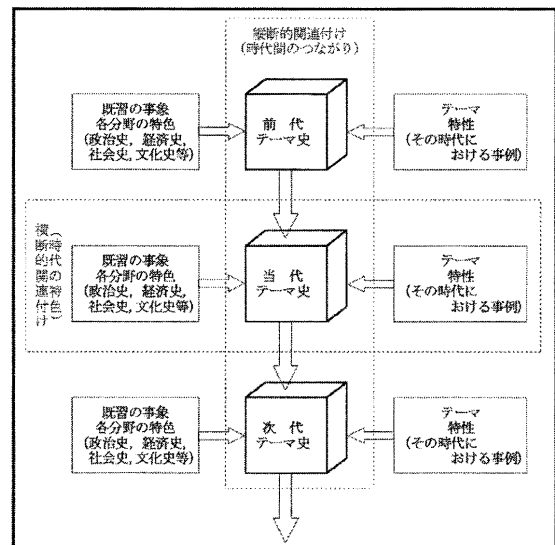 縦断的関連付け
(時代間のつながり)
既習の事象
各分野の特色
(政治史，経済史，
社会史，文化史等)
前　代
テーマ史
テーマ
特性
(その時代に
おける事例)
横断的関連付け
(時代の特色)
既習の事象
各分野の特色
(政治史，経済史，
社会史，文化史等)
当　代
テーマ史
テーマ
特性
(その時代に
おける事例)
既習の事象
各分野の特色
(政治史，経済史，
社会史，文化史等)
次　代
テーマ史
テーマ
特性
(その時代に
おける事例)